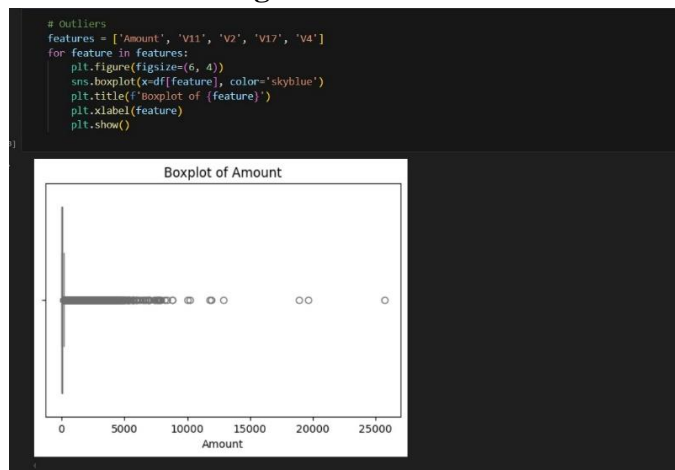 # Outliers
features = ['Amount', 'V11', 'V2', 'V17', 'V4']
for feature in features:
    plt.figure(figsize=(6, 4))
    sns.boxplot(x=df[feature], color='skyblue')
    plt.title(f'Boxplot of {feature}')
    plt.xlabel(feature)
    plt.show()
Boxplot of Amount
0 5000 10000 15000 20000 25000
Amount